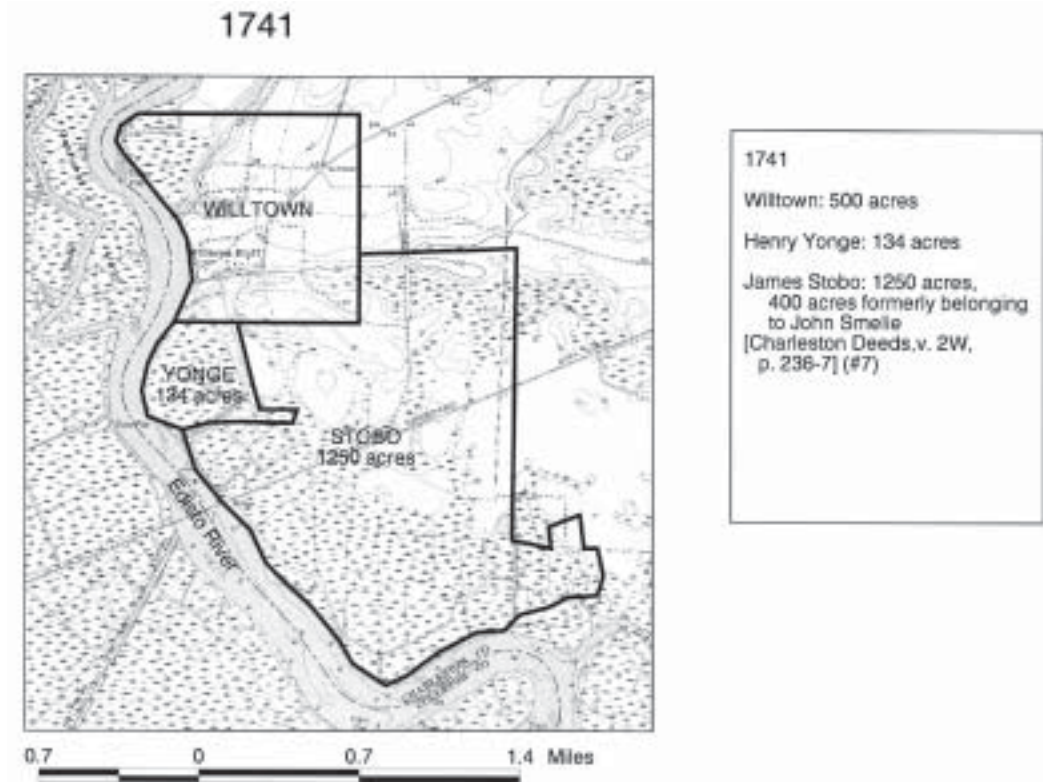 1741
WILLTOWN
YONGE
134 acres
STOBO
1250 acres
Edisto River
0.7 0 0.7 1.4 Miles
1741
Willtown: 500 acres
Henry Yonge: 134 acres
James Stobo: 1250 acres,
400 acres formerly belonging
to John Smelie
[Charleston Deeds,v. 2W,
p. 236-7] (#7)